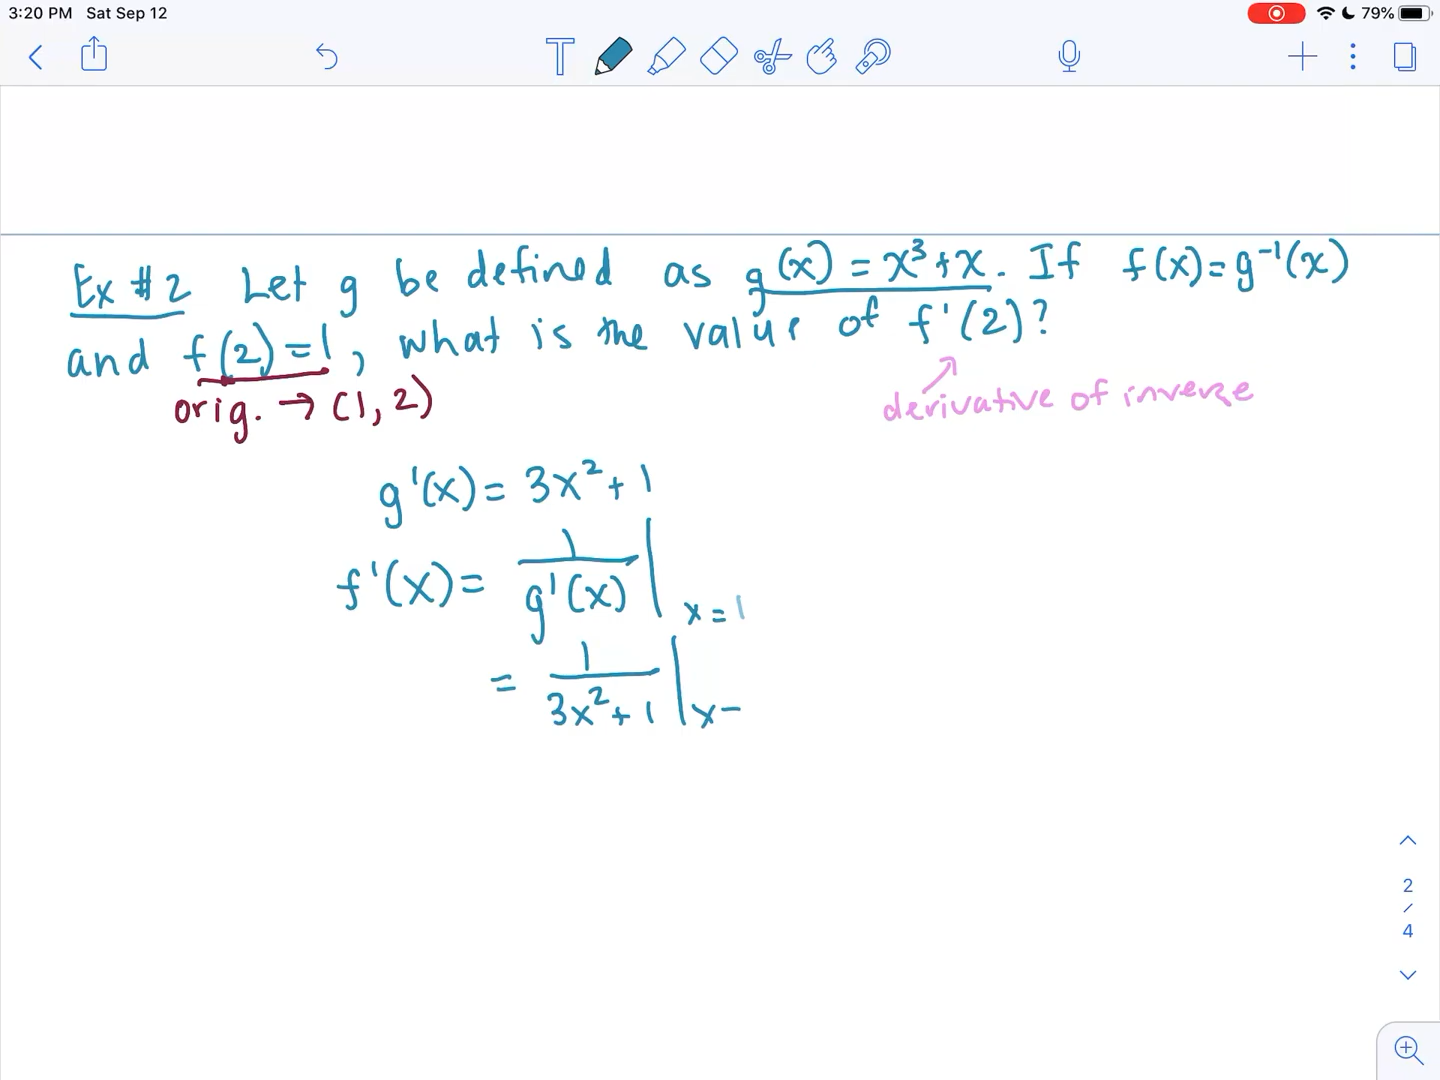 3:20 PM Sat Sep 12 79%
T
Ex #2 Let g be defined as g(x) = x³+x. If f(x)=g⁻¹(x)
and f(2)=1, what is the value of f'(2)?
orig. → (1,2)
derivative of inverse
g'(x) = 3x²+1
f'(x) = 1/g'(x) | x=1
= 1/3x²+1 | x-
2
/
4